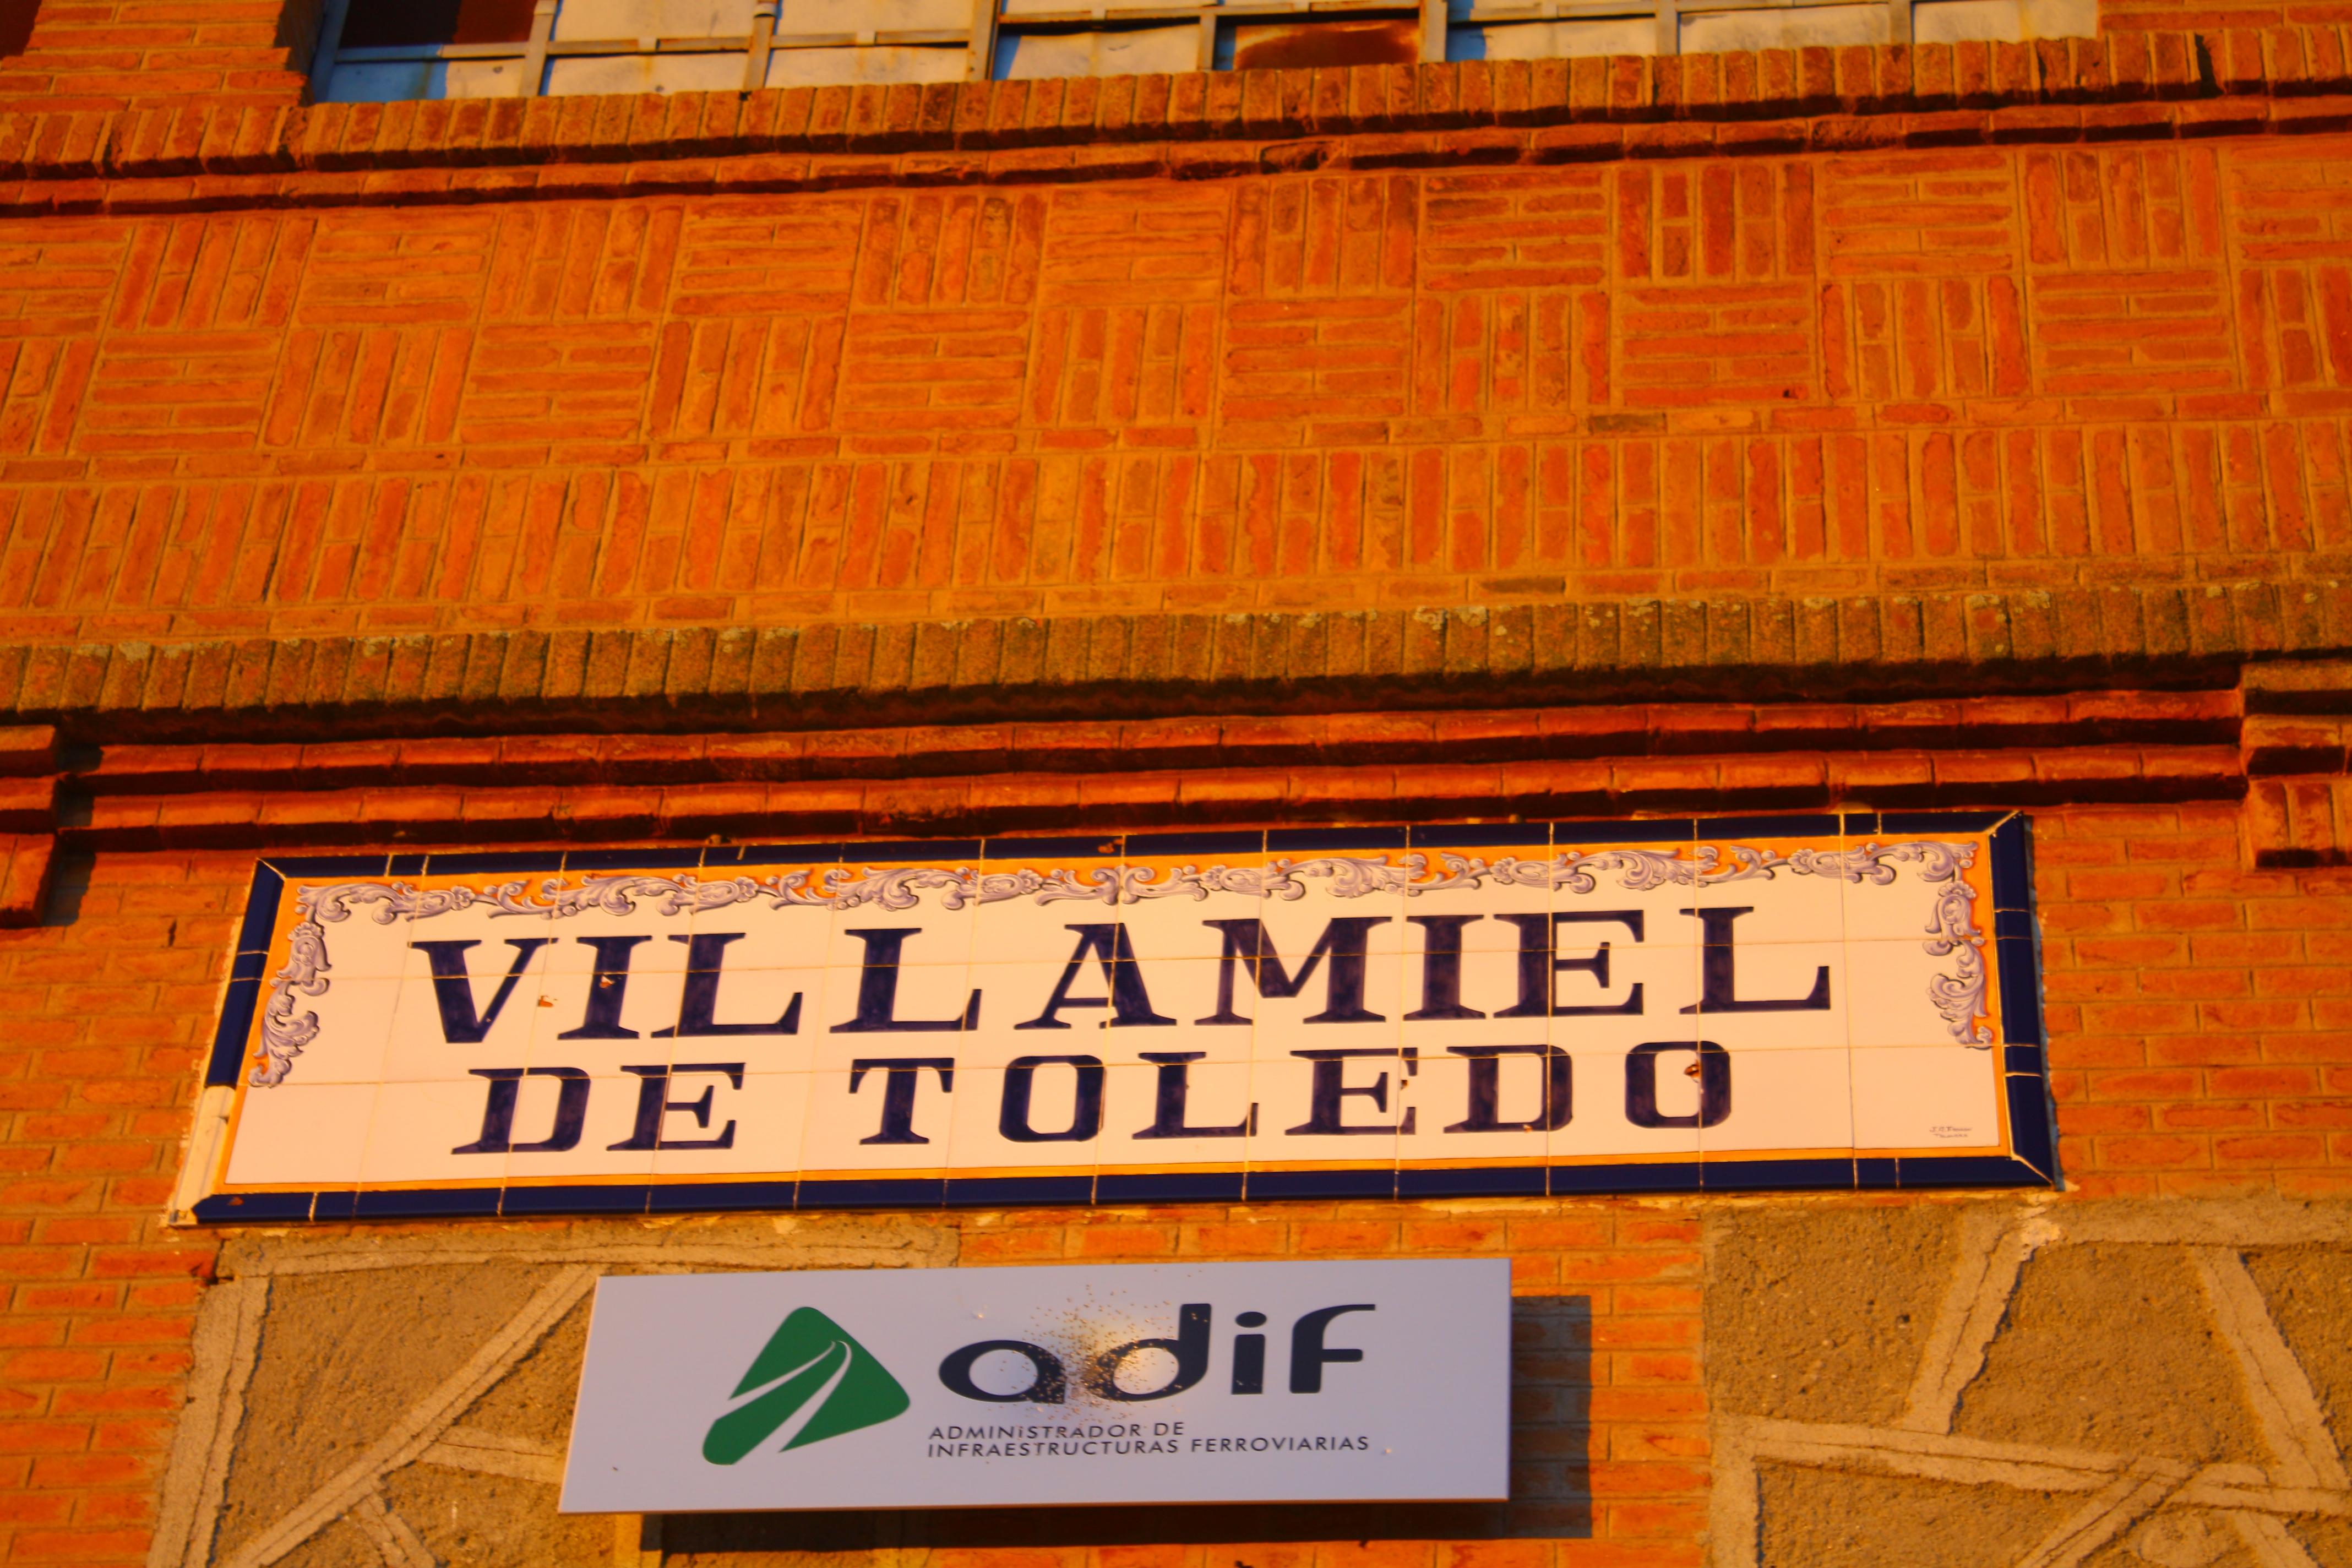 VILLAMIEL
DE TOLEDO
adif
ADMINISTRADOR DE
INFRAESTRUCTURAS FERROVIARIAS